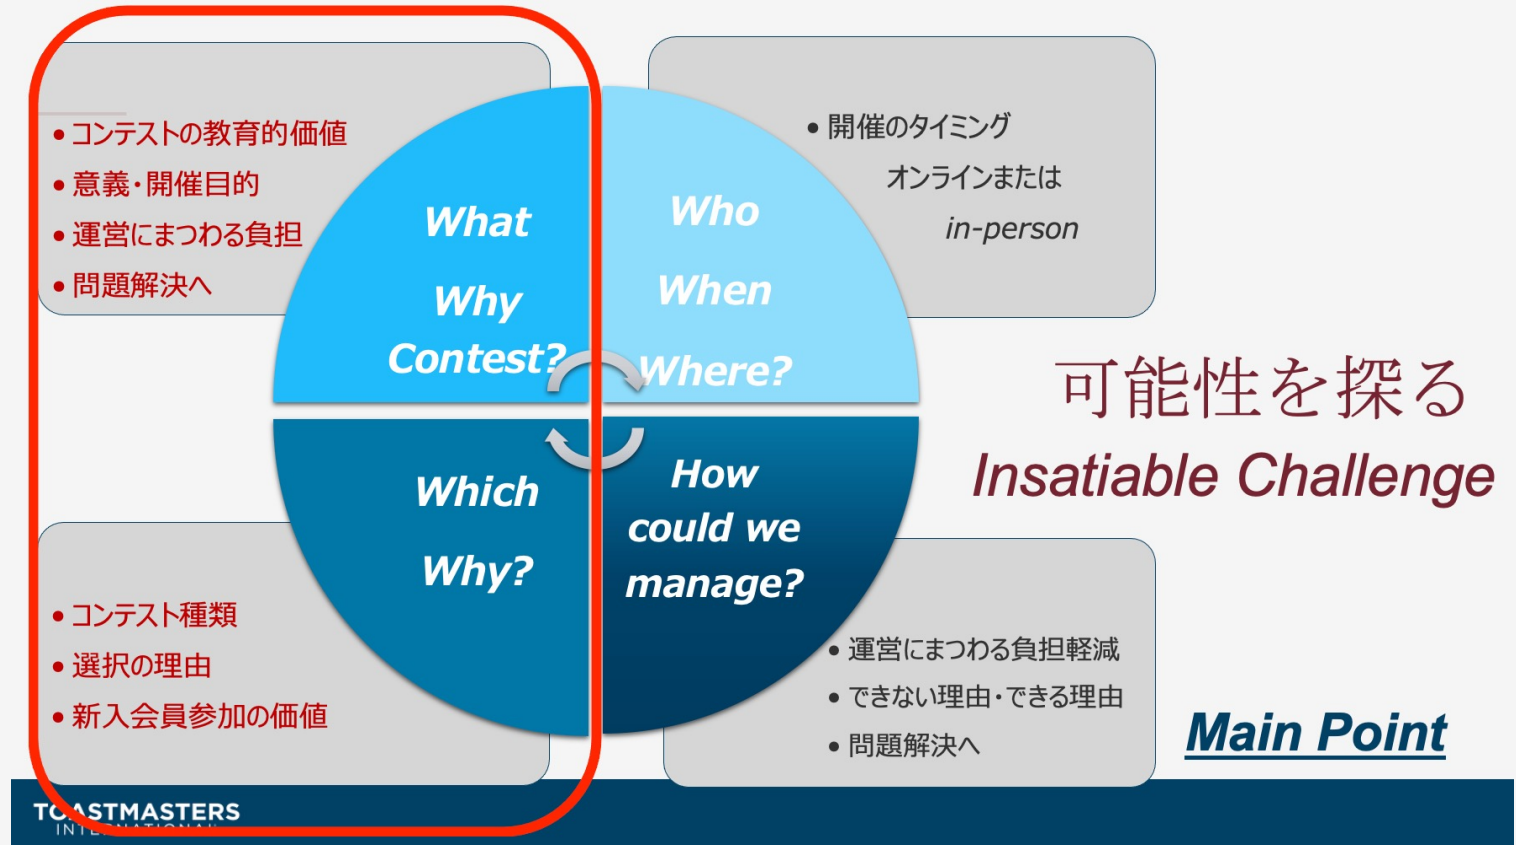 • コンテストの教育的価値
• 意義・開催目的
• 運営にまつわる負担
• 問題解決へ
What
Why
Contest?
Who
When
Where?
• 開催のタイミング
オンラインまたは
in-person
可能性を探る
Insatiable Challenge
Which
Why?
How
could we
manage?
• コンテスト種類
• 選択の理由
• 新入会員参加の価値
• 運営にまつわる負担軽減
• できない理由・できる理由
• 問題解決へ
Main Point
TOASTMASTERS
INTERNATIONAL